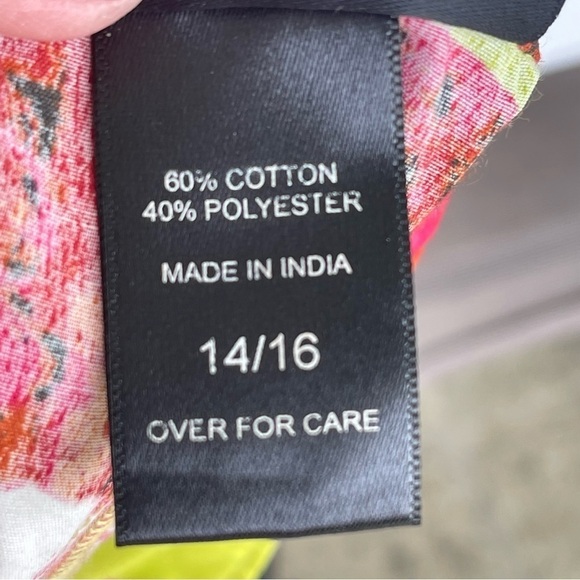 60% COTTON
40% POLYESTER
MADE IN INDIA
14/16
OVER FOR CARE